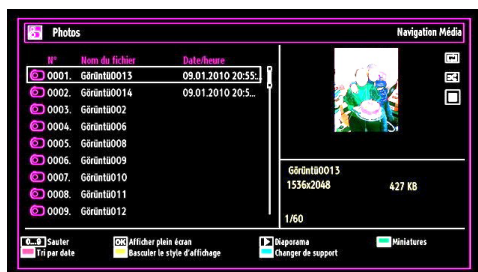 Photos Navigation Média
N° Nom du fichier Date/heure
0001. Görüntü0013 09.01.2010 20:55:..
0002. Görüntü0014 09.01.2010 20:5...
0003. Görüntü002
0004. Görüntü006
0005. Görüntü008
0006. Görüntü009
0007. Görüntü010
0008. Görüntü011
0009. Görüntü012
Görüntü0013
1536x2048 427 KB
1/60
0...9 Sauter OK Afficher plein écran Diaporama Miniatures
Tri par date Basculer le style d'affichage Changer de support